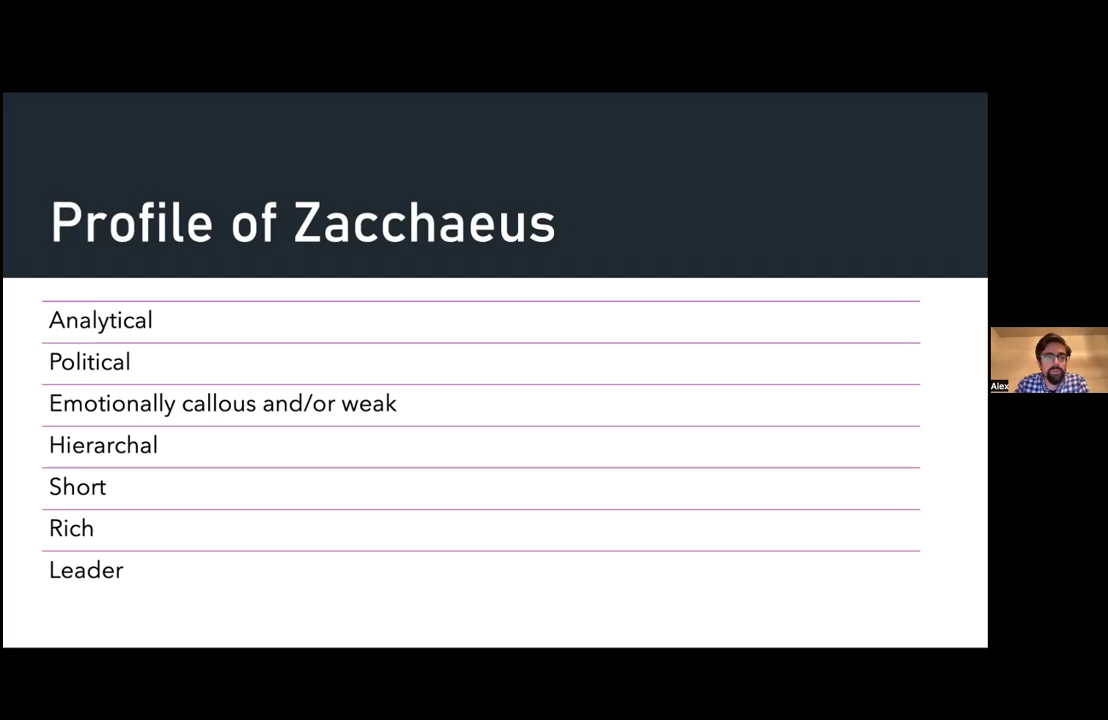 Profile of Zacchaeus
Analytical
Political
Emotionally callous and/or weak
Hierarchal
Short
Rich
Leader
Alex